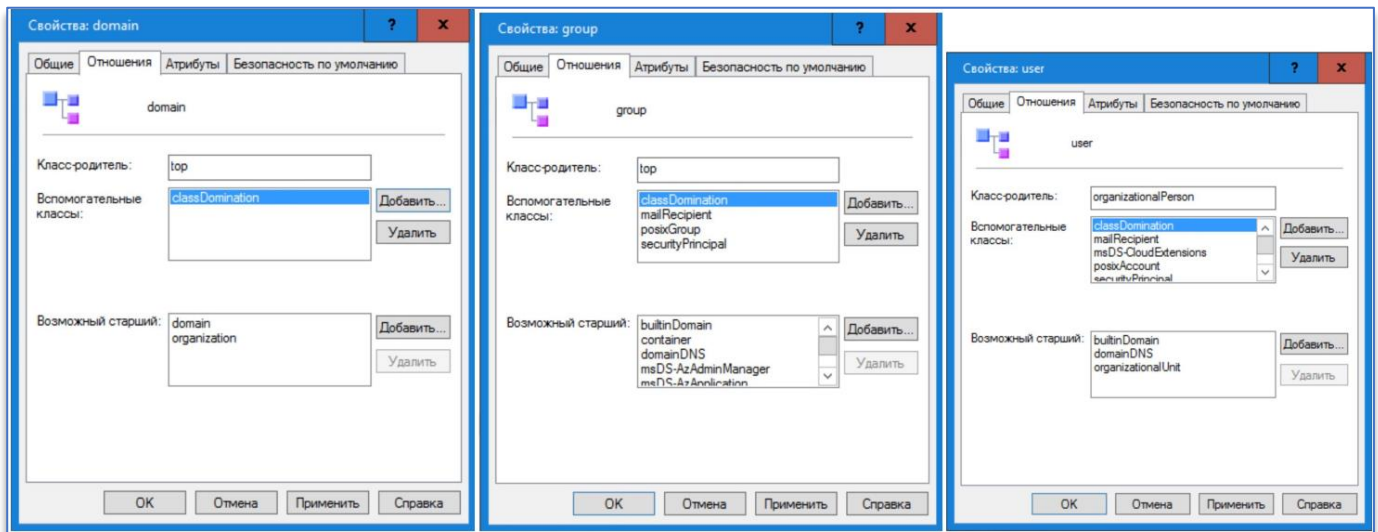 Свойства: domain
?
x
Общие Отношения Атрибуты Безопасность по умолчанию
domain
Класс-родитель: top
Вспомогательные классы:
classDomination
Добавить...
Удалить
Возможный старший:
domain
organization
Добавить...
Удалить
OK Отмена Применить Справка
Свойства: group
?
x
Общие Отношения Атрибуты Безопасность по умолчанию
group
Класс-родитель: top
Вспомогательные классы:
classDomination
mailRecipient
posixGroup
securityPrincipal
Добавить...
Удалить
Возможный старший:
builtinDomain
container
domainDNS
msDS-AzAdminManager
msDS-AzApplication
Добавить...
Удалить
OK Отмена Применить Справка
Свойства: user
?
x
Общие Отношения Атрибуты Безопасность по умолчанию
user
Класс-родитель: organizationalPerson
Вспомогательные классы:
classDomination
mailRecipient
msDS-CloudExtensions
posixAccount
securityPrincipal
Добавить...
Удалить
Возможный старший:
builtinDomain
domainDNS
organizationalUnit
Добавить...
Удалить
OK Отмена Применить Справка